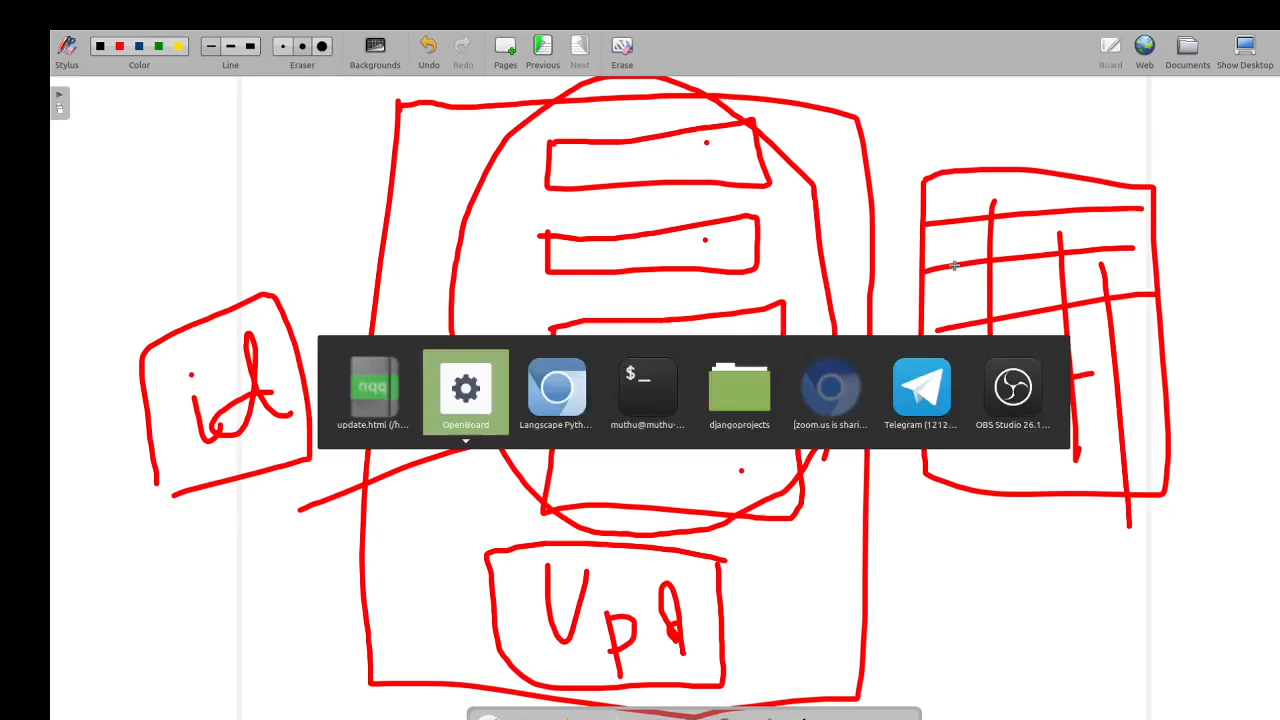 Stylus
Color
Line
Eraser
Backgrounds
Undo
Redo
Pages
Previous
Next
Erase
Board
Web
Documents
Show Desktop
id
nqq
$_
update.html (/h...
OpenBoard
Langscape Pyth...
muthu@muthu-...
djangoprojects
[zoom.us is shari...
Telegram (1212...
OBS Studio 26.1...
Upd